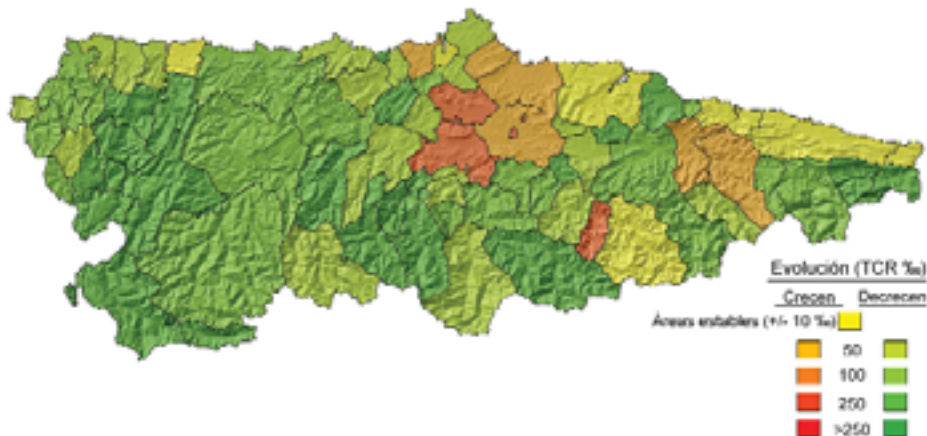 Evolución (TCR ‰)
Crecen Decrecen
Áreas estables (+/- 10 ‰)
50
100
250
>250